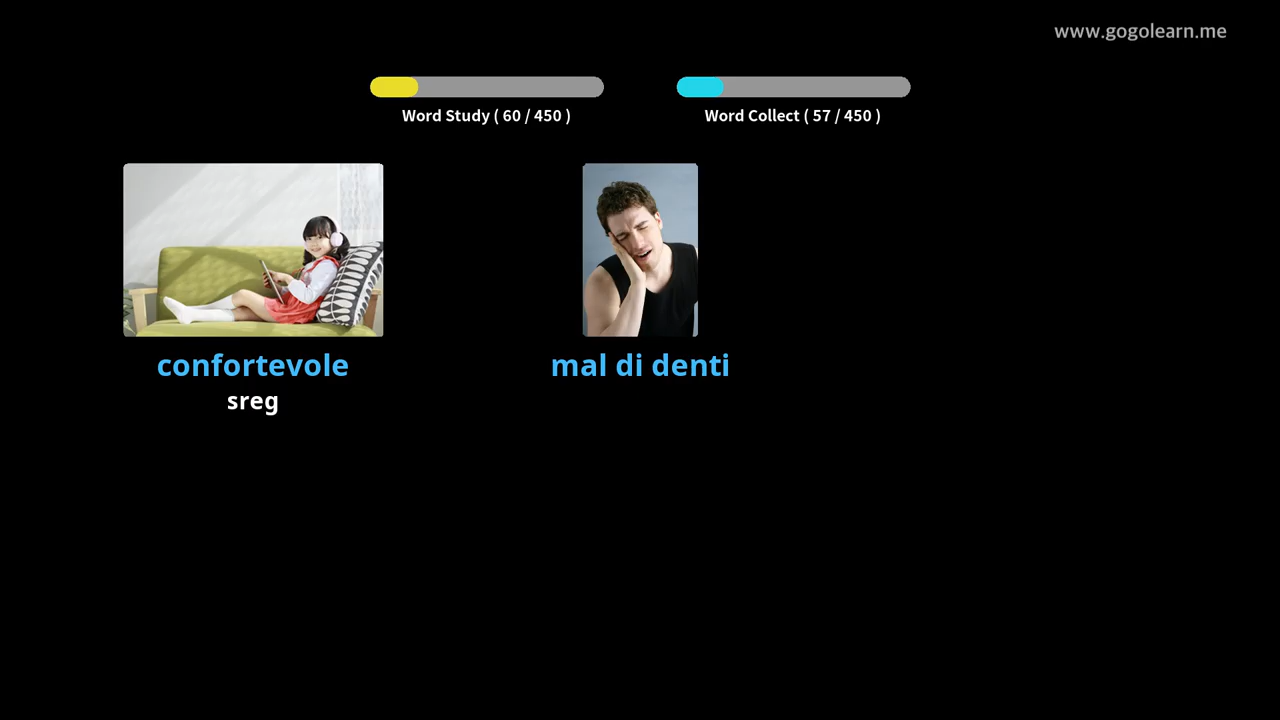 www.gogolearn.me
Word Study ( 60 / 450 )
Word Collect ( 57 / 450 )
confortevole
sreg
mal di denti